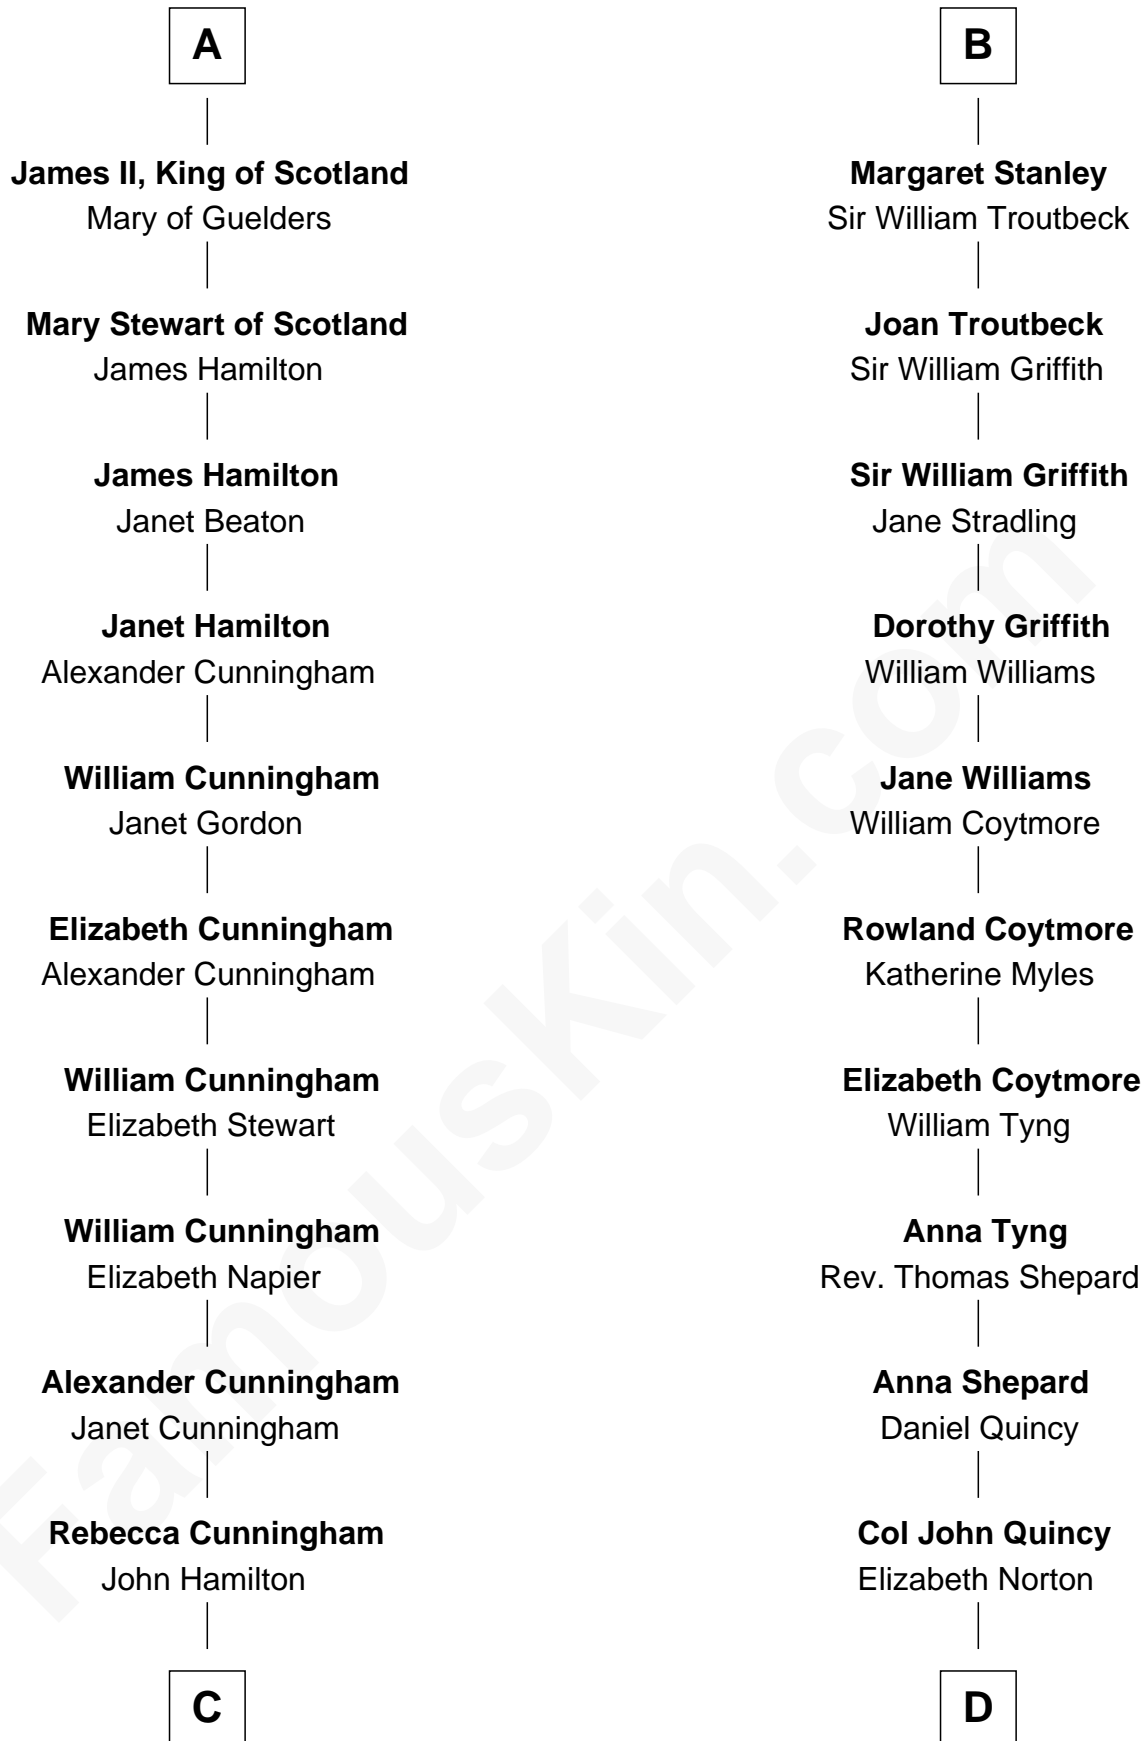 A
James II, King of Scotland
Mary of Guelders
Mary Stewart of Scotland
James Hamilton
James Hamilton
Janet Beaton
Janet Hamilton
Alexander Cunningham
William Cunningham
Janet Gordon
Elizabeth Cunningham
Alexander Cunningham
William Cunningham
Elizabeth Stewart
William Cunningham
Elizabeth Napier
Alexander Cunningham
Janet Cunningham
Rebecca Cunningham
John Hamilton
C
B
Margaret Stanley
Sir William Troutbeck
Joan Troutbeck
Sir William Griffith
Sir William Griffith
Jane Stradling
Dorothy Griffith
William Williams
Jane Williams
William Coytmore
Rowland Coytmore
Katherine Myles
Elizabeth Coytmore
William Tyng
Anna Tyng
Rev. Thomas Shepard
Anna Shepard
Daniel Quincy
Col John Quincy
Elizabeth Norton
D
FamousKin.com